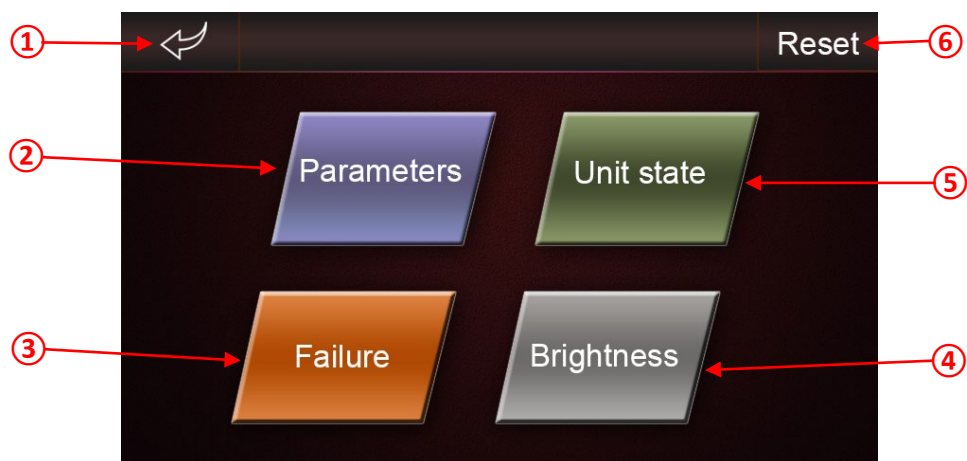 ① Reset ⑥
② Parameters Unit state ⑤
③ Failure Brightness ④